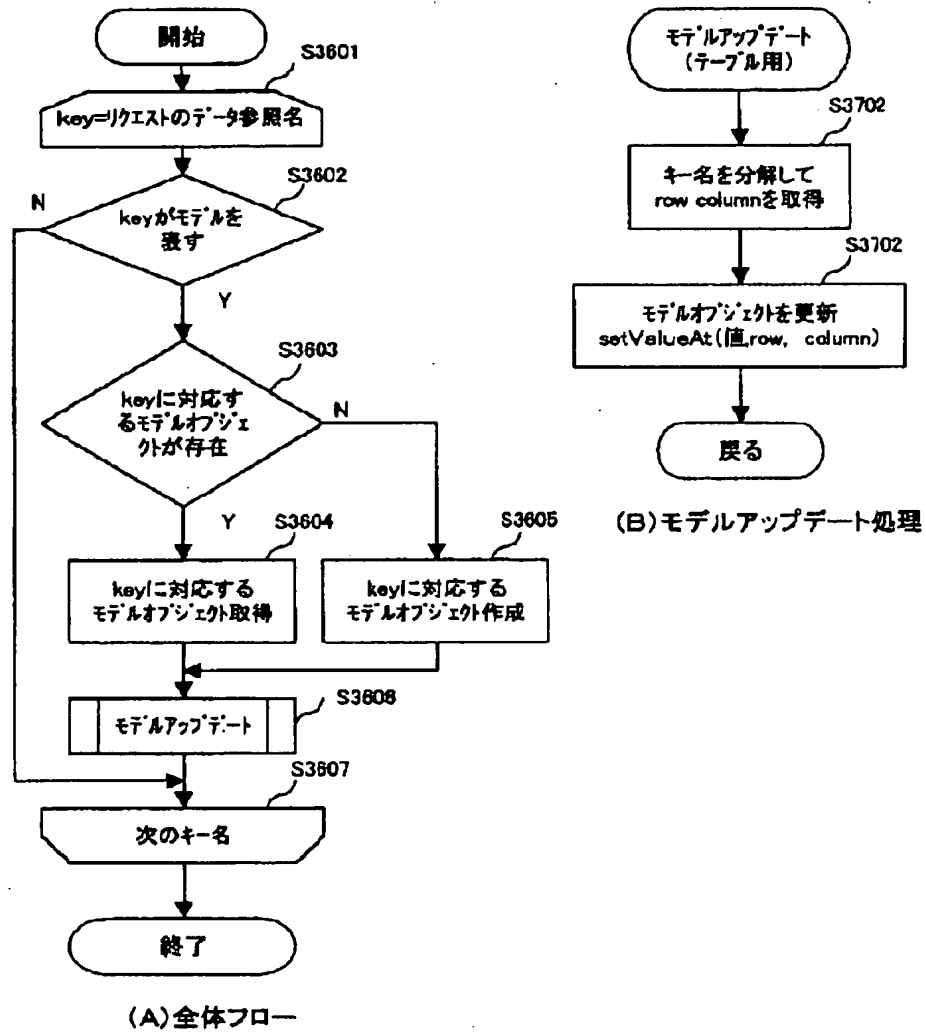 開始
S3601
key=リクエストのデータ参照名
S3602
N
keyがモデルを
表す
Y
S3603
keyに対応す
るモデルオブジェ
クトが存在
N
Y
S3604
keyに対応する
モデルオブジェクト取得
S3605
keyに対応する
モデルオブジェクト作成
S3606
モデルアップデート
S3607
次のキー名
終了
(A)全体フロー
モデルアップデート
(テーブル用)
S3702
キー名を分解して
row columnを取得
S3702
モデルオブジェクトを更新
setValueAt(値,row, column)
戻る
(B)モデルアップデート処理